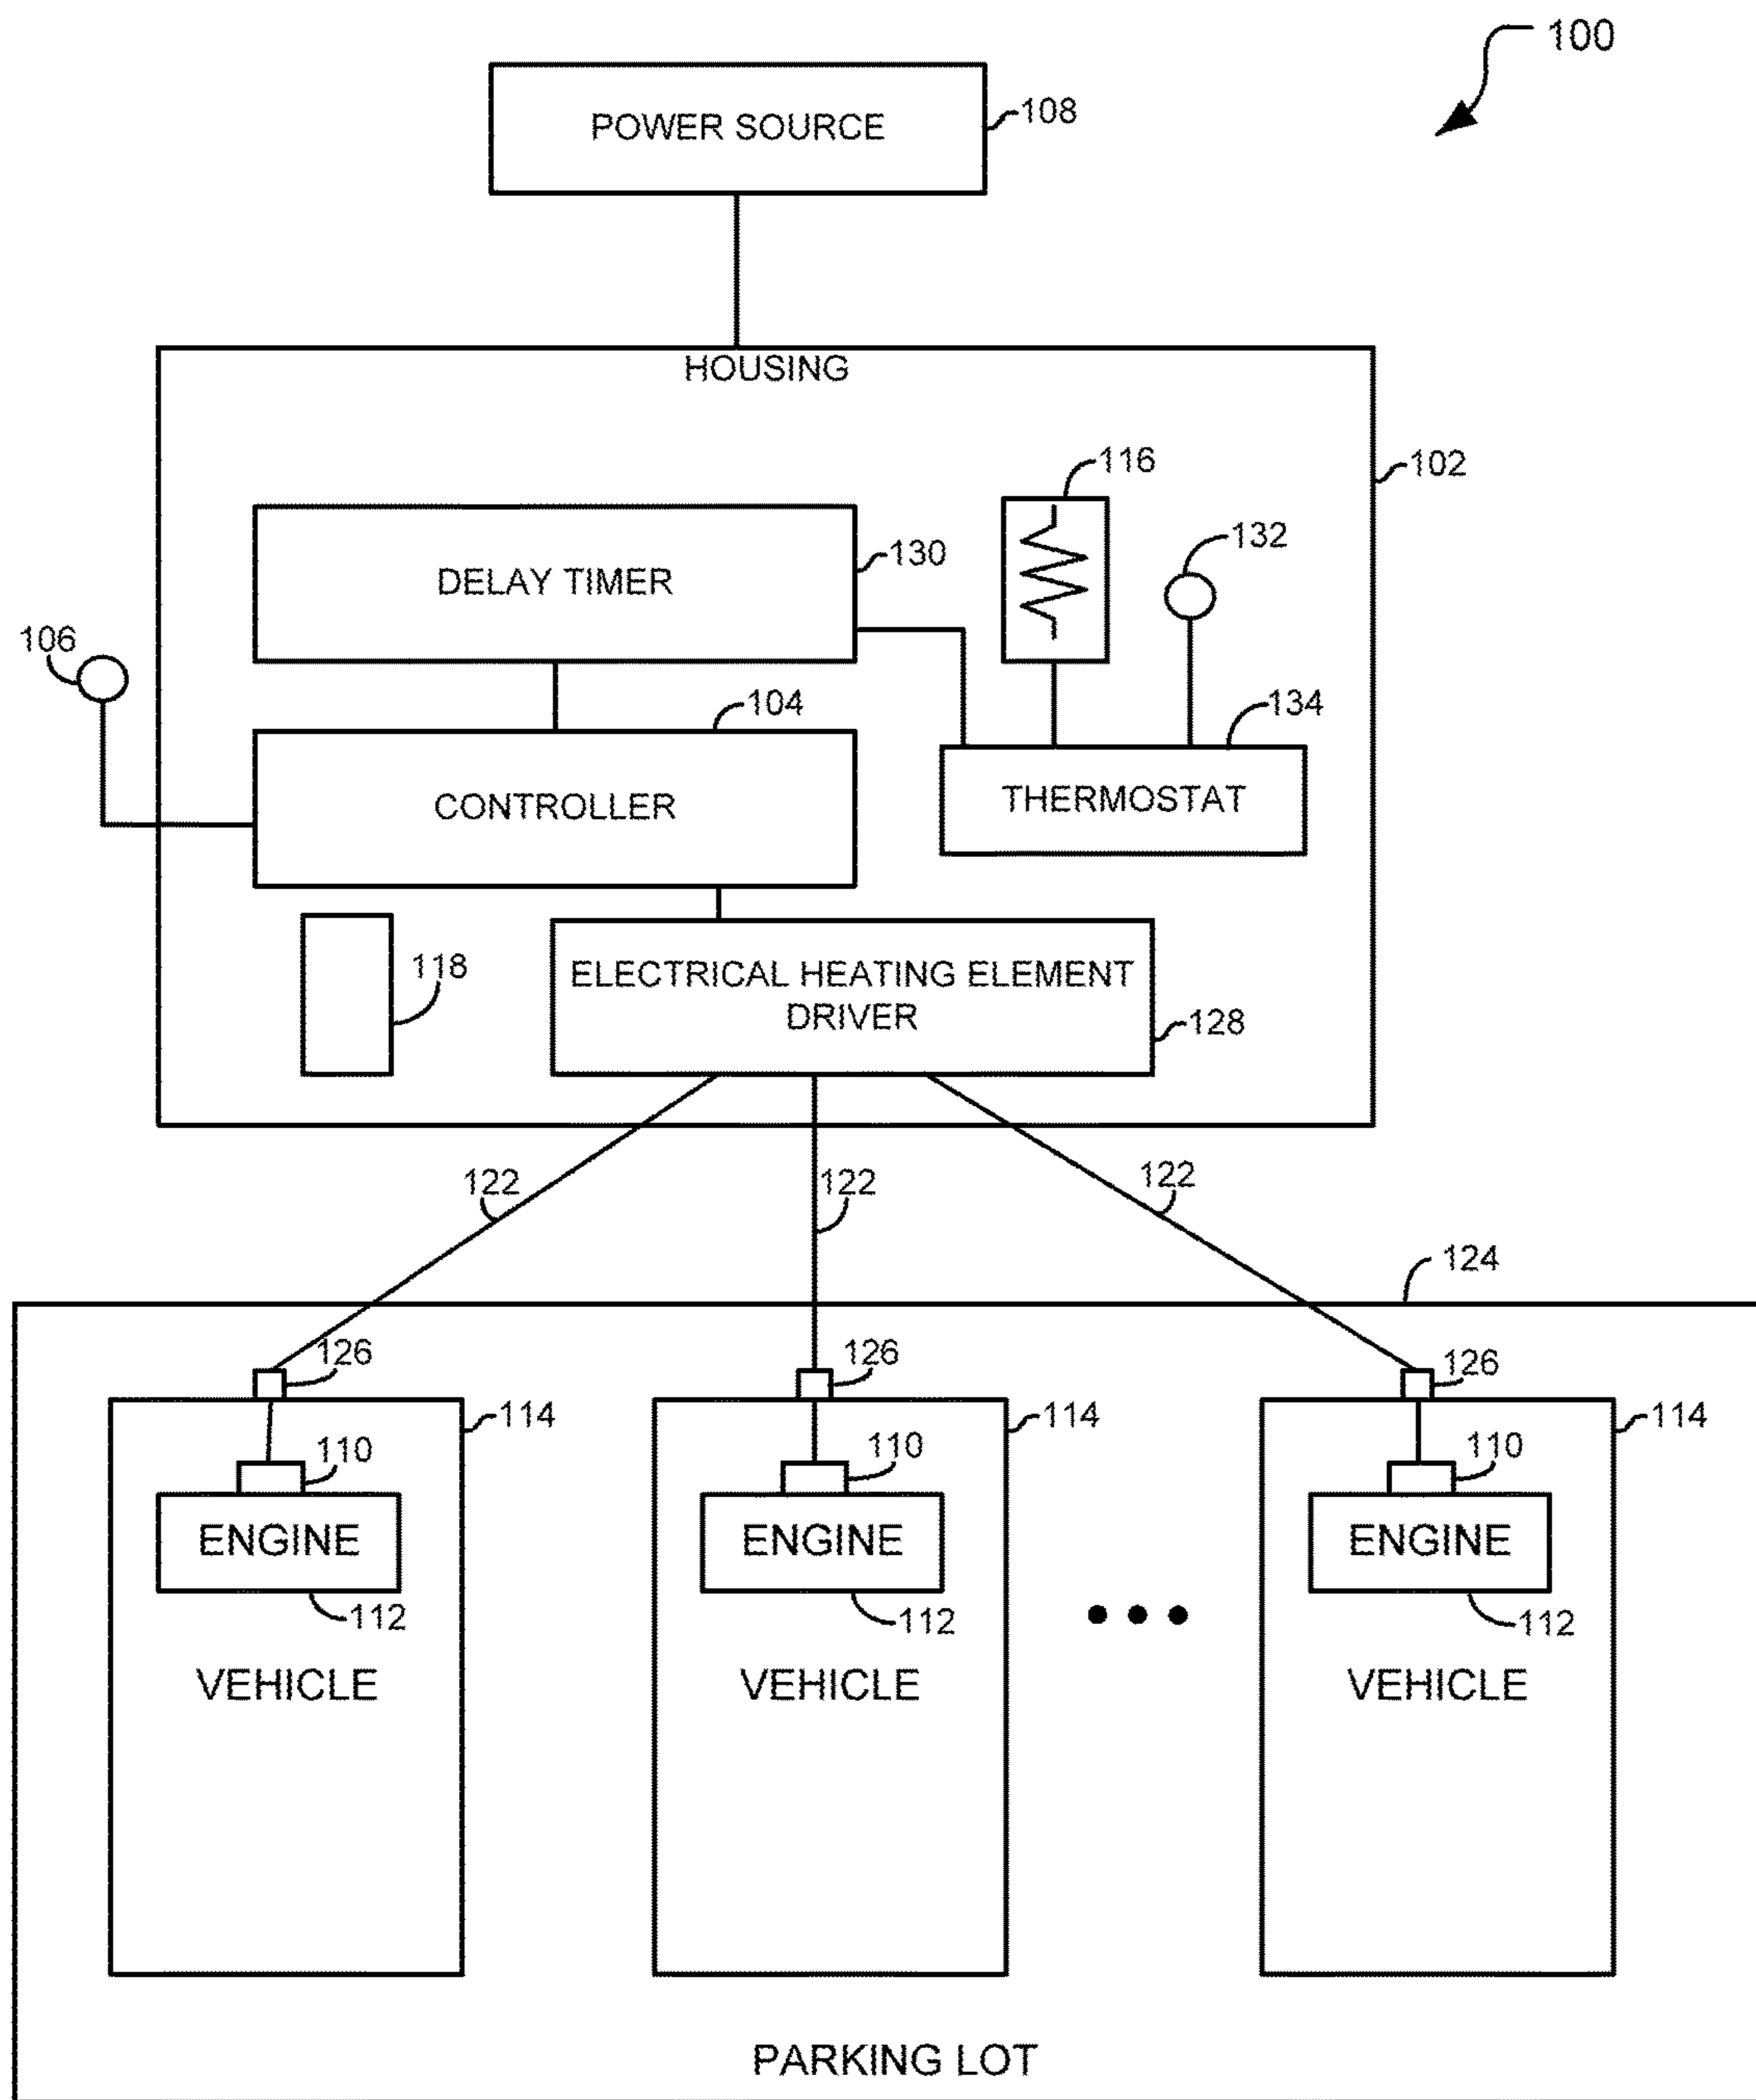 100
POWER SOURCE
108
HOUSING
102
116
132
DELAY TIMER
130
106
104
134
CONTROLLER
THERMOSTAT
118
ELECTRICAL HEATING ELEMENT
DRIVER
128
122
122
122
124
126
126
126
114
114
114
110
110
110
ENGINE
ENGINE
ENGINE
112
112
112
VEHICLE
VEHICLE
VEHICLE
PARKING LOT